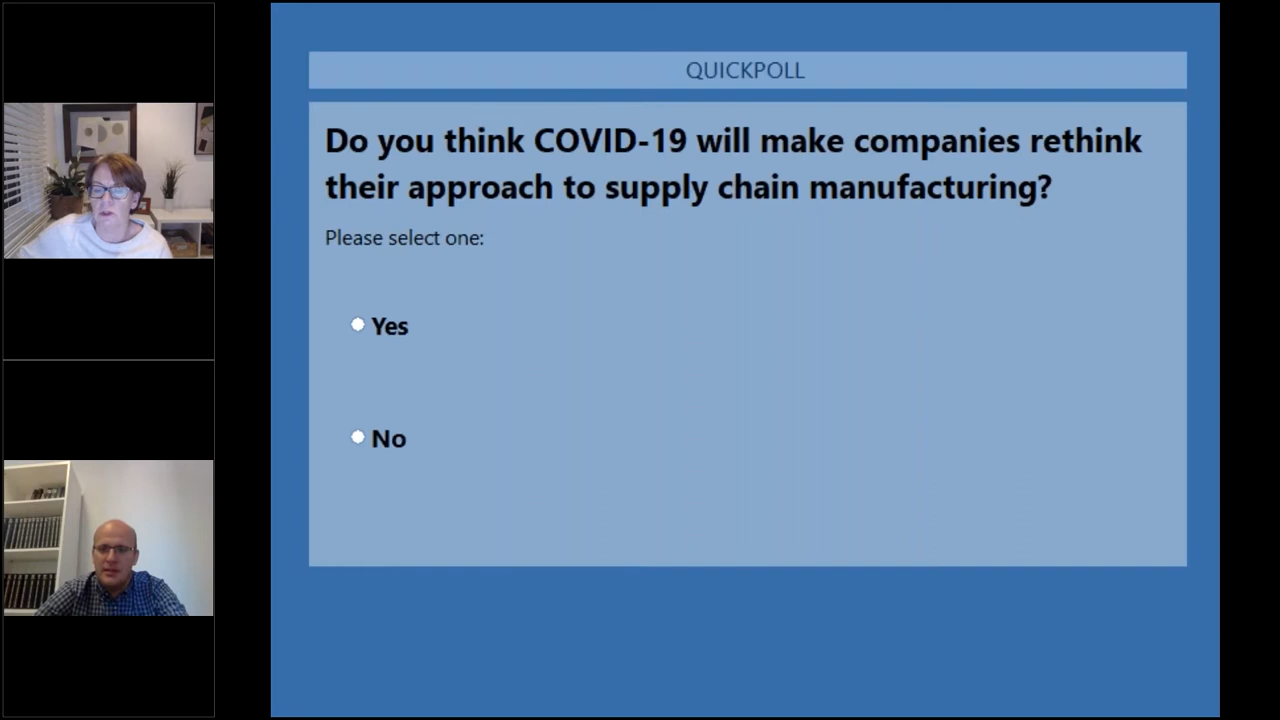 QUICKPOLL
Do you think COVID-19 will make companies rethink
their approach to supply chain manufacturing?
Please select one:
Yes
No